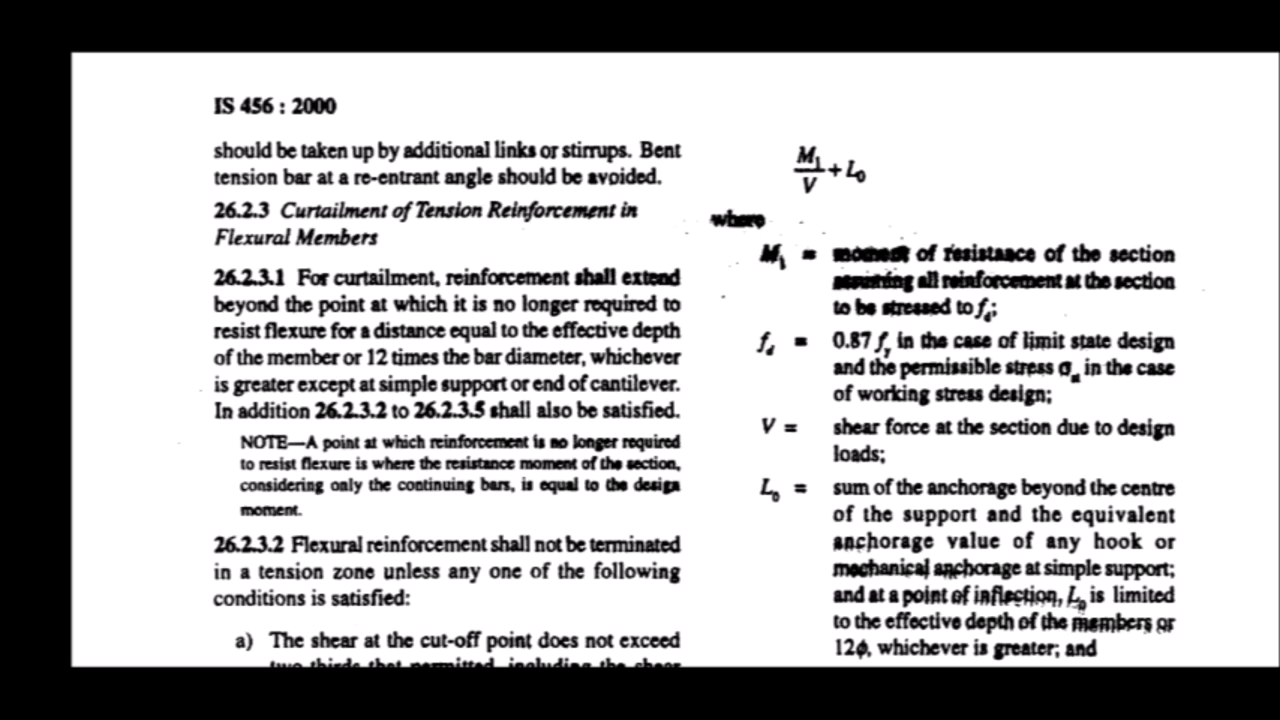 IS 456 : 2000
should be taken up by additional links or stirrups. Bent
tension bar at a re-entrant angle should be avoided.
26.2.3 Curtailment of Tension Reinforcement in
Flexural Members
26.2.3.1 For curtailment, reinforcement shall extend
beyond the point at which it is no longer required to
resist flexure for a distance equal to the effective depth
of the member or 12 times the bar diameter, whichever
is greater except at simple support or end of cantilever.
In addition 26.2.3.2 to 26.2.3.5 shall also be satisfied.
NOTE—A point at which reinforcement is no longer required
to resist flexure is where the resistance moment of the section,
considering only the continuing bars, is equal to the design
moment.
26.2.3.2 Flexural reinforcement shall not be terminated
in a tension zone unless any one of the following
conditions is satisfied:
a) The shear at the cut-off point does not exceed
two thirds that permitted, including the shear
M₁/V + L₀
where
M₁ = moment of resistance of the section
assuming all reinforcement at the section
to be stressed to f_d;
f_d = 0.87 f_y in the case of limit state design
and the permissible stress σ_st in the case
of working stress design;
V = shear force at the section due to design
loads;
L₀ = sum of the anchorage beyond the centre
of the support and the equivalent
anchorage value of any hook or
mechanical anchorage at simple support;
and at a point of inflection, L₀ is limited
to the effective depth of the members or
12ϕ, whichever is greater; and